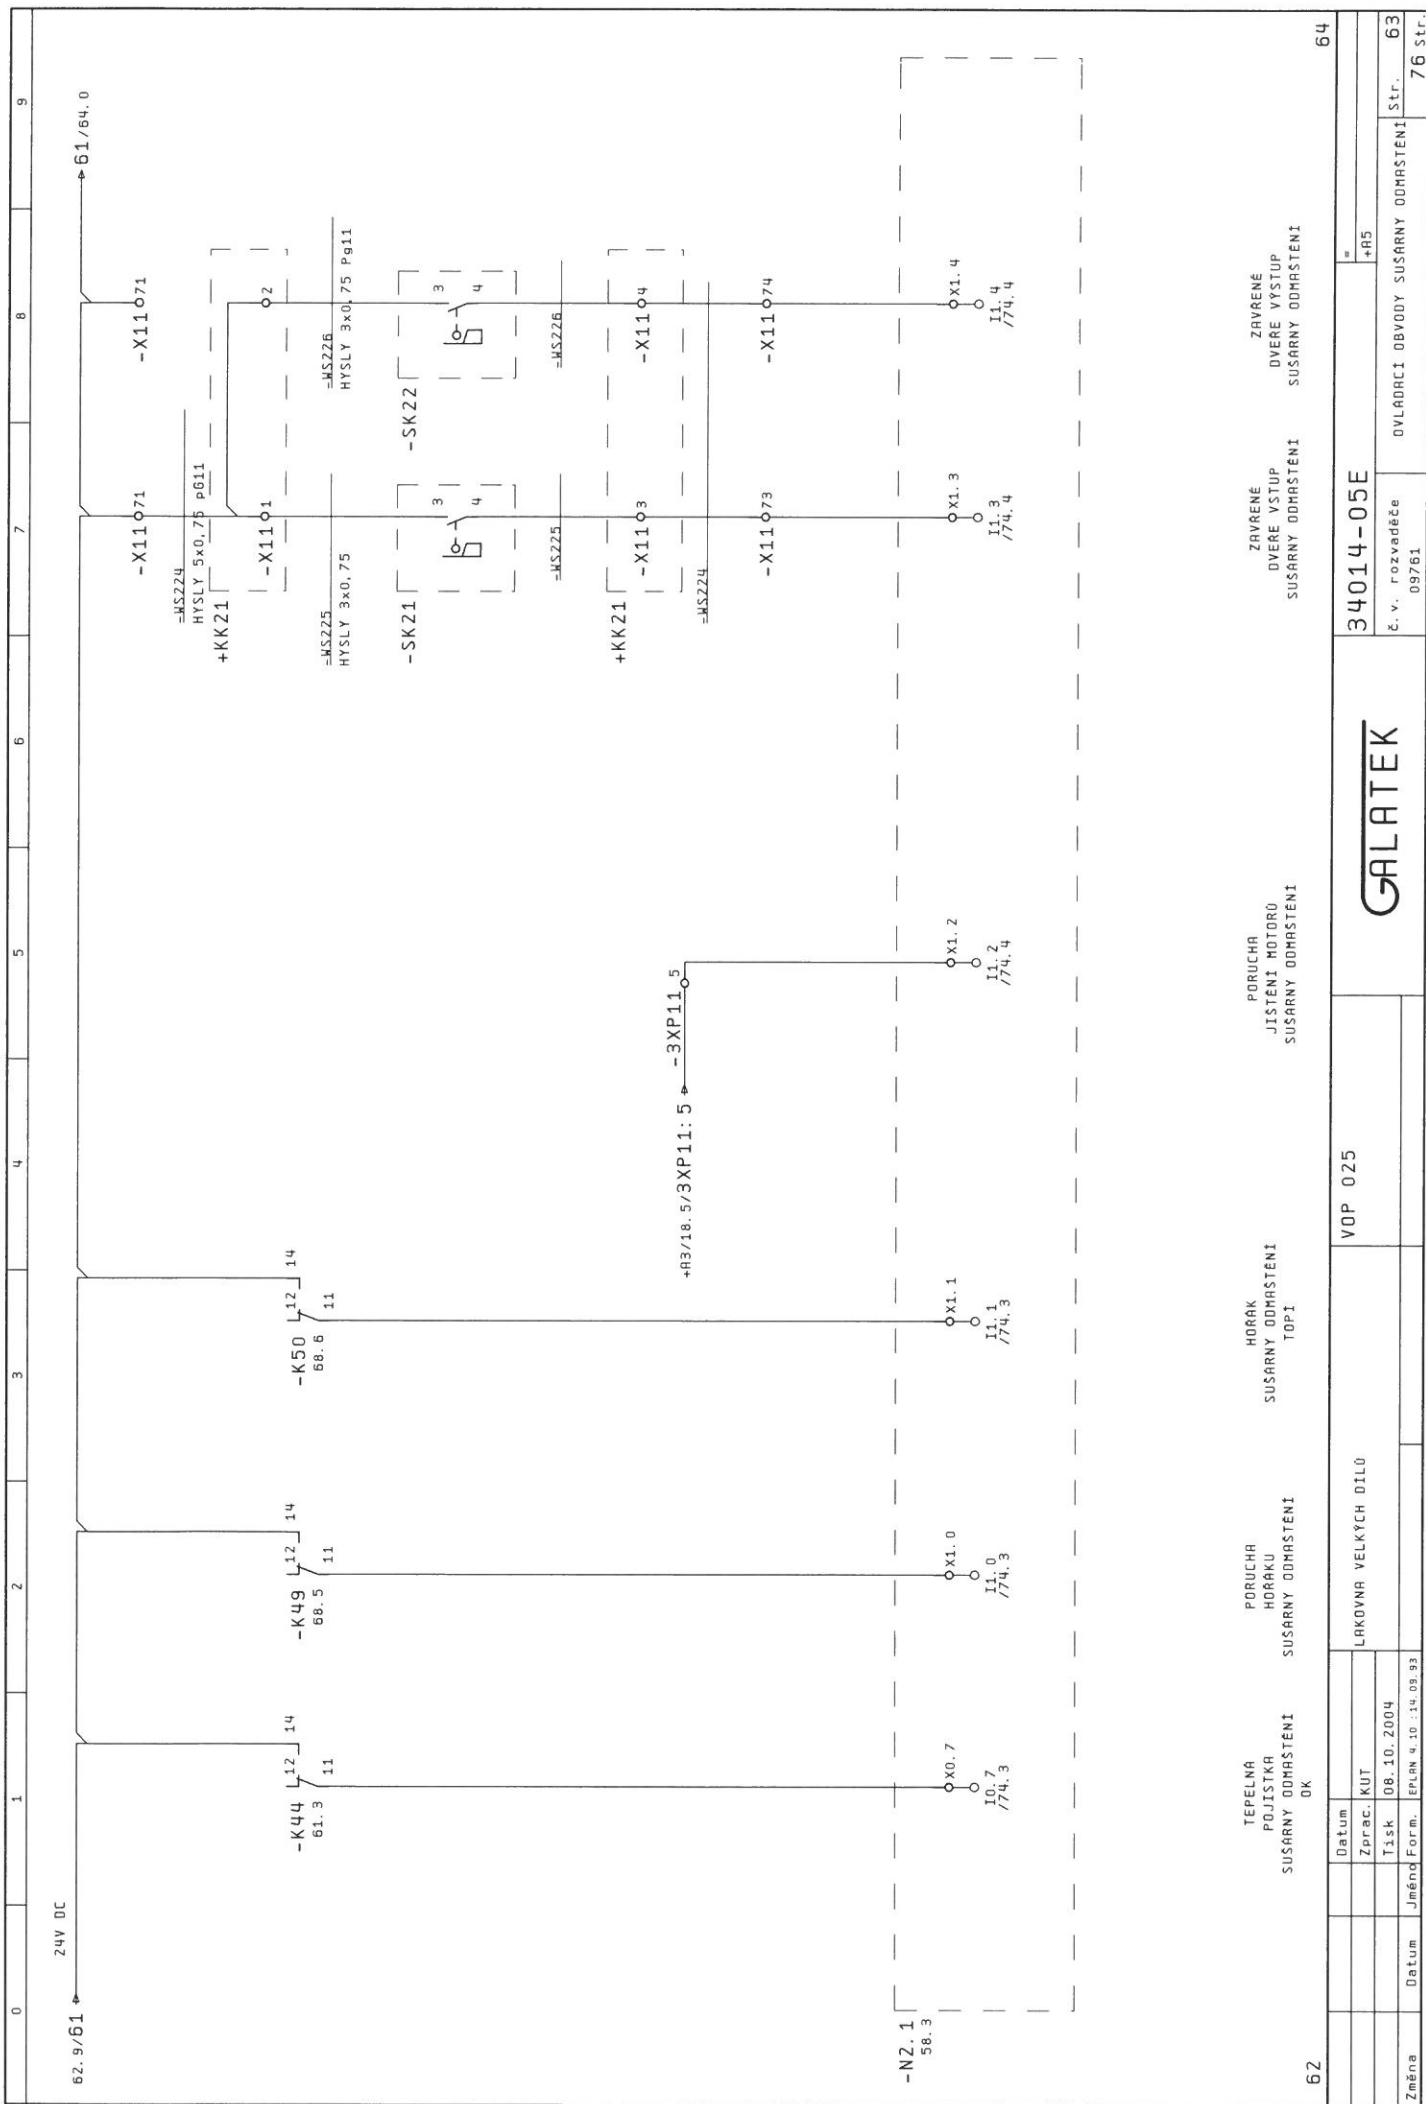 0 1 2 3 4 5 6 7 8 9
24V DC
62.9/61
61/64.0
-X11 71
-X11 71
-WS224
HYSLY 5x0,75 pG11
+KK21
-X11 1
2
-K44
61.3
12
14
11
-K49
68.5
12
14
11
-K50
68.6
12
14
11
-WS225
HYSLY 3x0,75
-WS226
HYSLY 3x0,75 Pg11
-SK21
3
4
-SK22
3
4
-WS225
-WS226
+KK21
-X11 3
-X11 4
+A3/18.5/3XP11:5
-3XP11 5
-WS224
-X11 73
-X11 74
-N2.1
58.3
X0.7
I0.7
/74.3
X1.0
I1.0
/74.3
X1.1
I1.1
/74.3
X1.2
I1.2
/74.4
X1.3
I1.3
/74.4
X1.4
I1.4
/74.4
TEPELNÁ
POJISTKA
SUŠÁRNY ODMAŠTĚNÍ
OK
PORUCHA
HOŘÁKU
SUŠÁRNY ODMAŠTĚNÍ
HOŘÁK
SUŠÁRNY ODMAŠTĚNÍ
TOPÍ
PORUCHA
JIŠTĚNÍ MOTORŮ
SUŠÁRNY ODMAŠTĚNÍ
ZAVŘENÉ
DVEŘE VSTUP
SUŠÁRNY ODMAŠTĚNÍ
ZAVŘENÉ
DVEŘE VÝSTUP
SUŠÁRNY ODMAŠTĚNÍ
62
64
Datum
Zprac. KUT
Tisk 08.10.2004
Změna Datum Jméno Form. EPLAN 4.10 :14.09.93
LAKOVNA VELKÝCH DÍLŮ
VOP 025
GALATEK
34014-05E
č.v. rozvaděče
09761
=
+A5
OVLÁDACÍ OBVODY SUŠÁRNY ODMAŠTĚNÍ
Str. 63
76 Str.